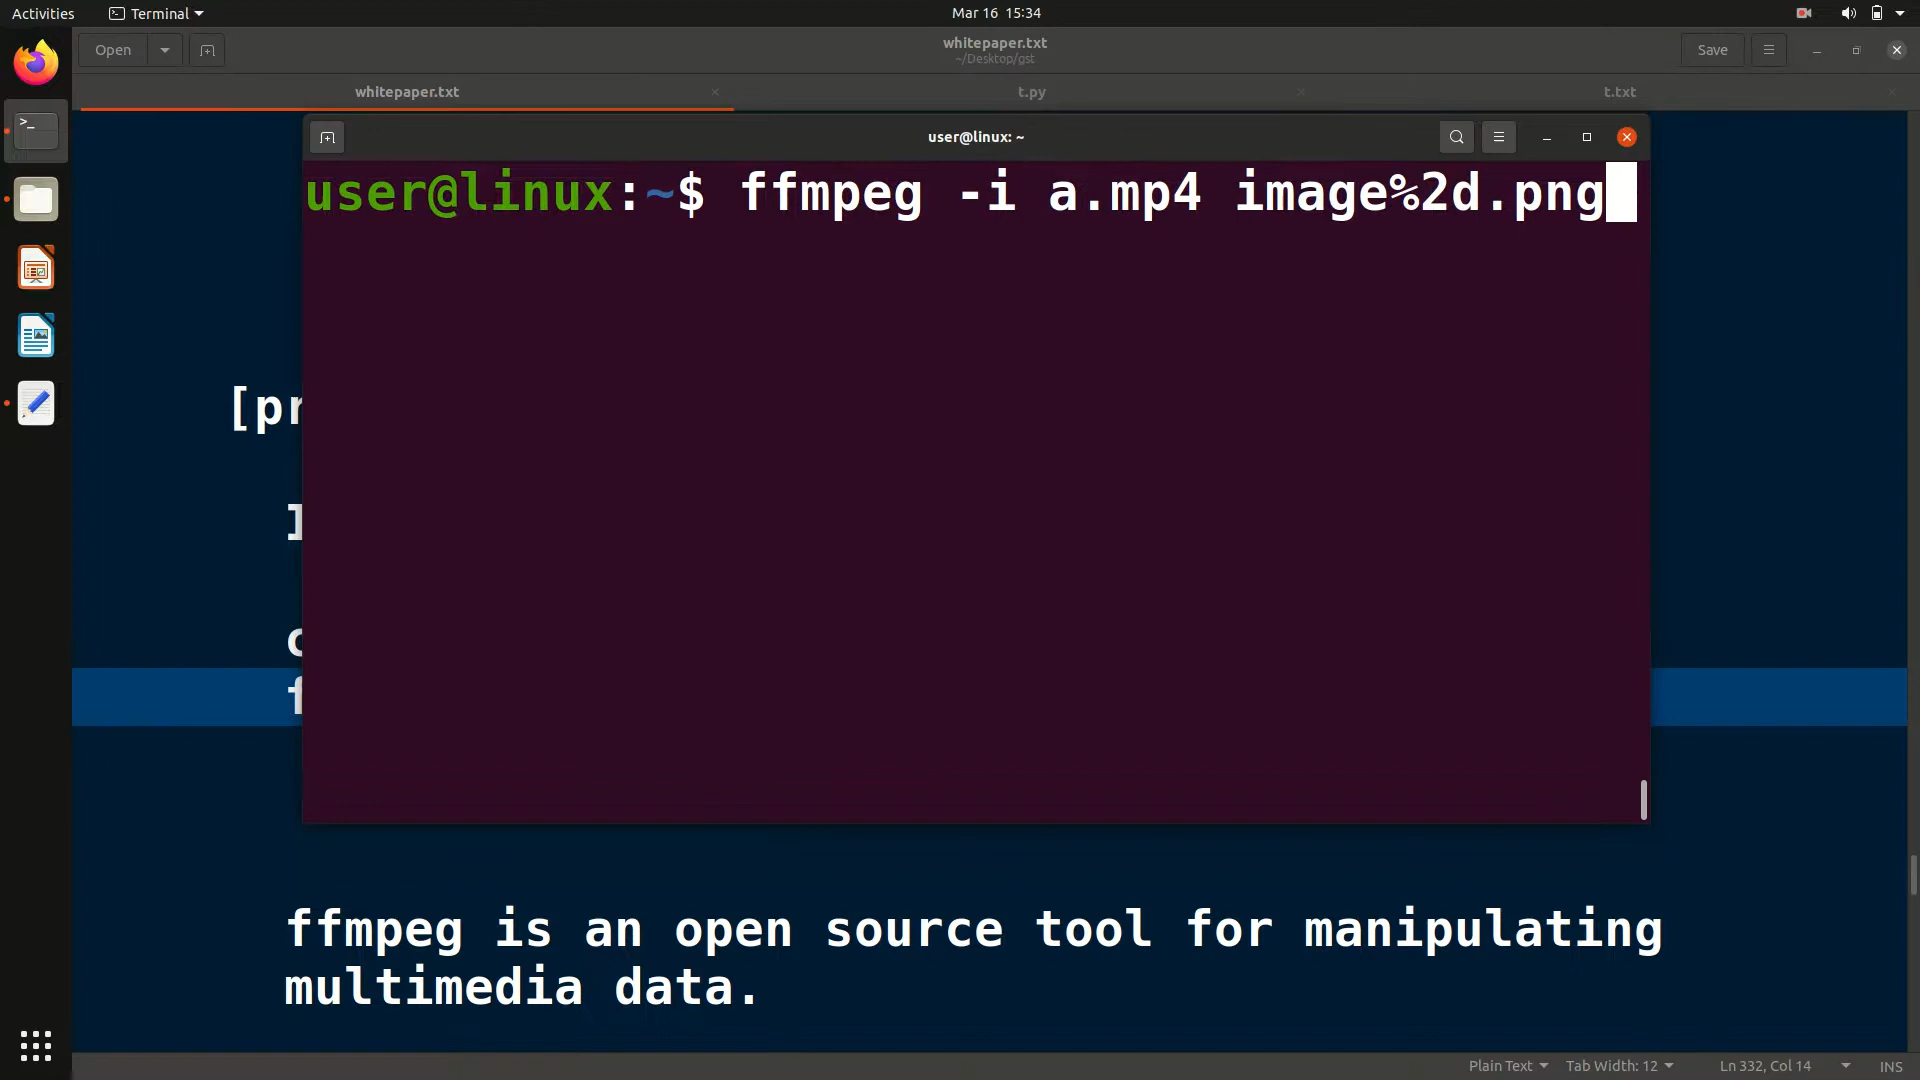 Activities
Terminal
Mar 16 15:34
Open
whitepaper.txt
~/Desktop/gst
Save
whitepaper.txt
t.py
t.txt
user@linux: ~
user@linux:~$ ffmpeg -i a.mp4 image%2d.png
[pr
]
ffmpeg is an open source tool for manipulating
multimedia data.
Plain Text
Tab Width: 12
Ln 332, Col 14
INS